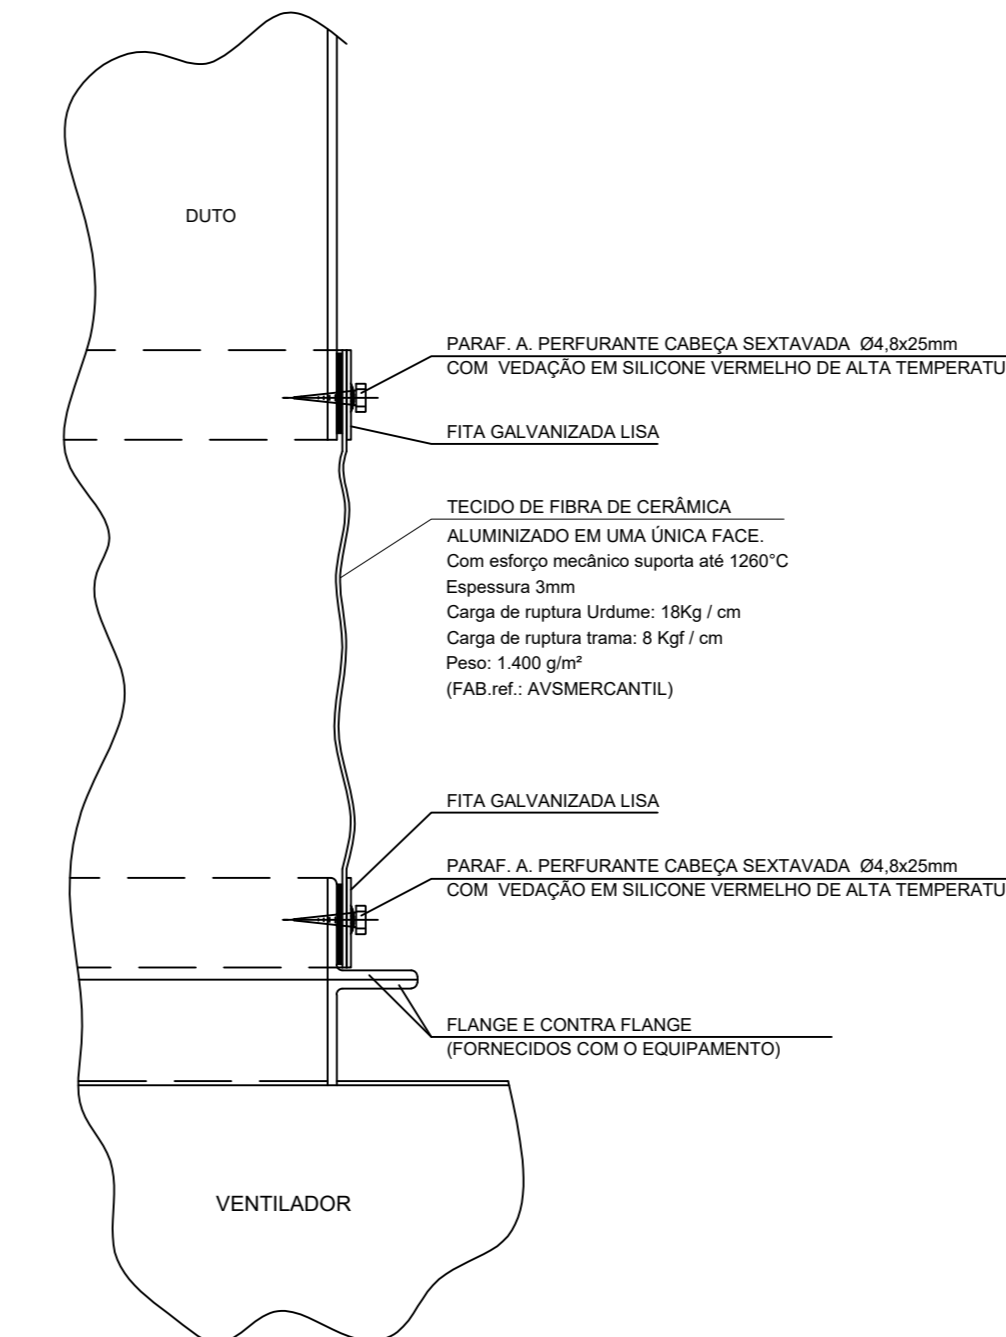 DUTO
PARAF. A. PERFURANTE CABEÇA SEXTAVADA Ø4,8x25mm
COM VEDAÇÃO EM SILICONE VERMELHO DE ALTA
FITA GALVANIZADA LISA
TECIDO DE FIBRA DE CERÂMICA
ALUMINIZADO EM UMA ÚNICA FACE.
Com esforço mecânico suporta até 1260°C
Espessura 3mm
Carga de ruptura Urdume: 18Kg / cm
Carga de ruptura trama: 8 Kgf / cm
Peso: 1.400 g/m²
(FAB.ref.: AVSMERCANTIL)
FITA GALVANIZADA LISA
PARAF. A. PERFURANTE CABEÇA SEXTAVADA Ø4,8x25mm
COM VEDAÇÃO EM SILICONE VERMELHO DE ALTA
FLANGE E CONTRA FLANGE
(FORNECIDOS COM O EQUIPAMENTO)
VENTILADOR